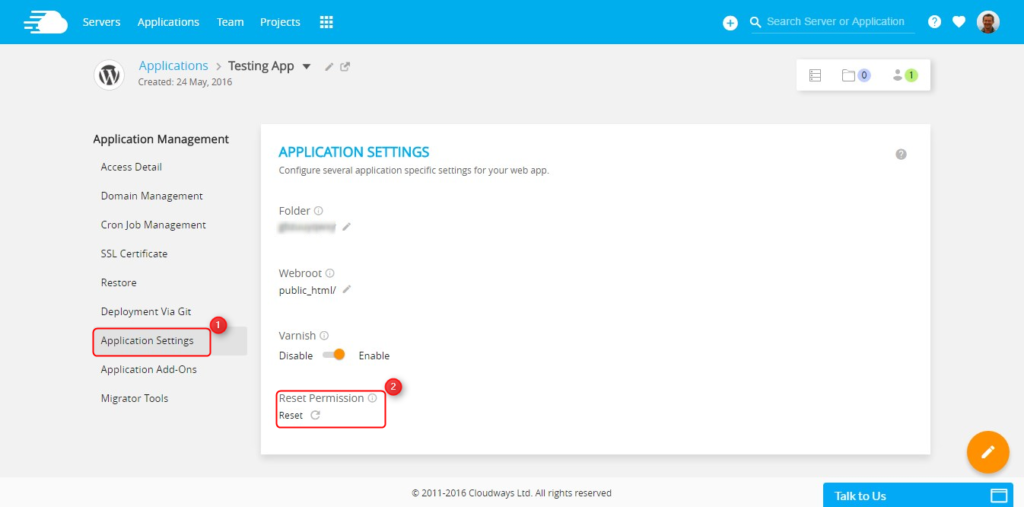 Servers Applications Team Projects Search Server or Application
Applications > Testing App
Created: 24 May, 2016
0 1
Application Management
Access Detail
Domain Management
Cron Job Management
SSL Certificate
Restore
Deployment Via Git
1
Application Settings
Application Add-Ons
Migrator Tools
APPLICATION SETTINGS
Configure several application specific settings for your web app.
Folder
Webroot
public_html/
Varnish
Disable Enable
2
Reset Permission
Reset
© 2011-2016 Cloudways Ltd. All rights reserved
Talk to Us